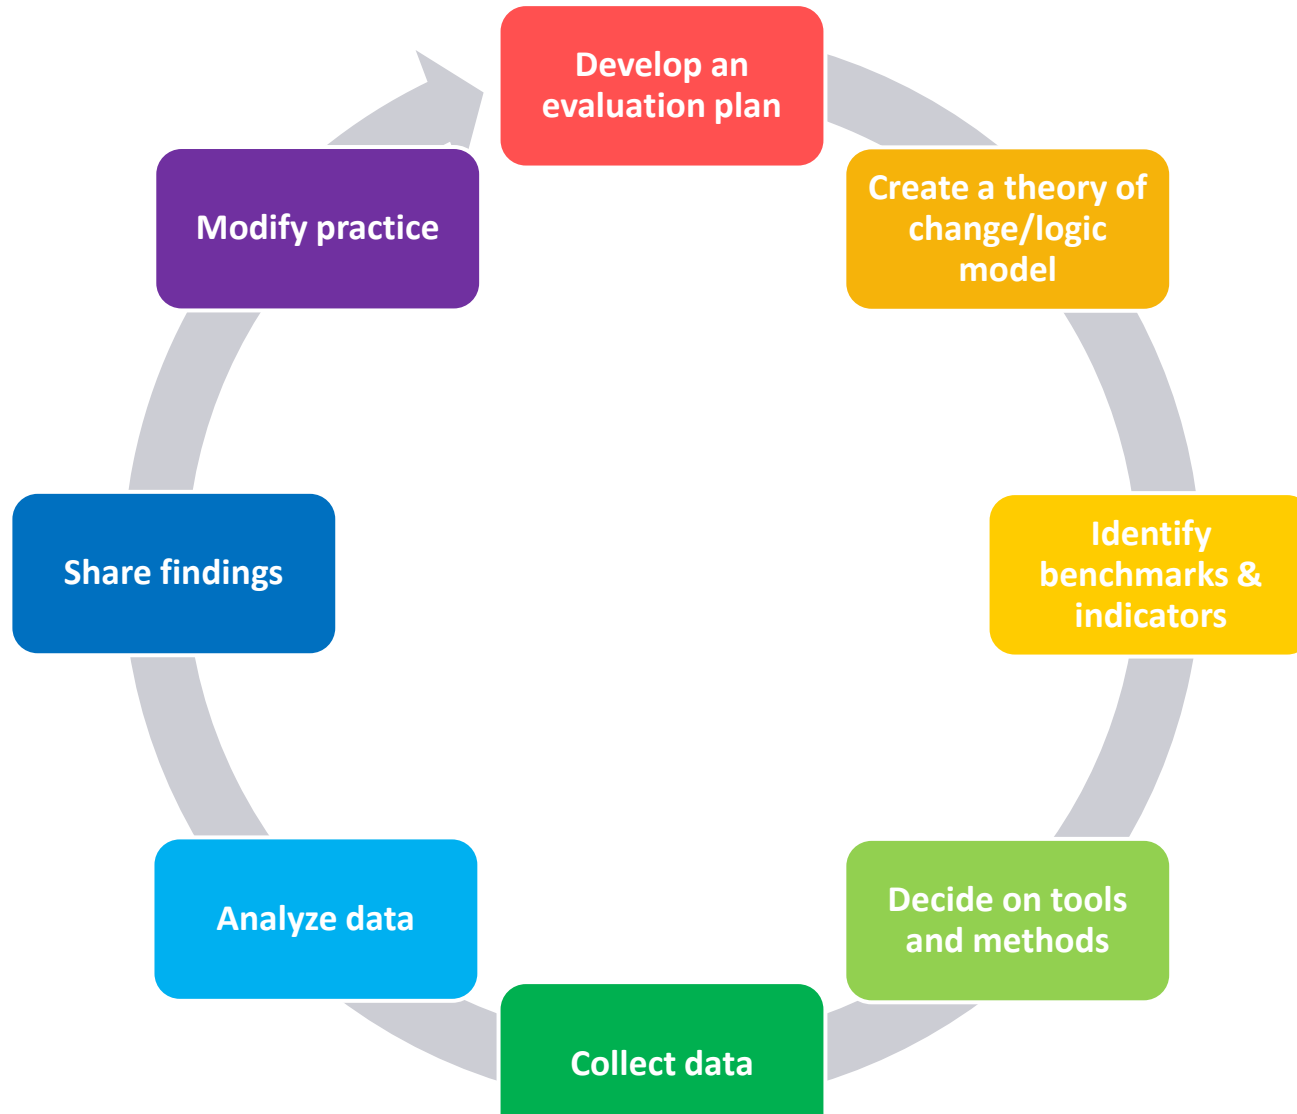 Develop an
evaluation plan
Create a theory of
change/logic
model
Identify
benchmarks &
indicators
Decide on tools
and methods
Collect data
Analyze data
Share findings
Modify practice